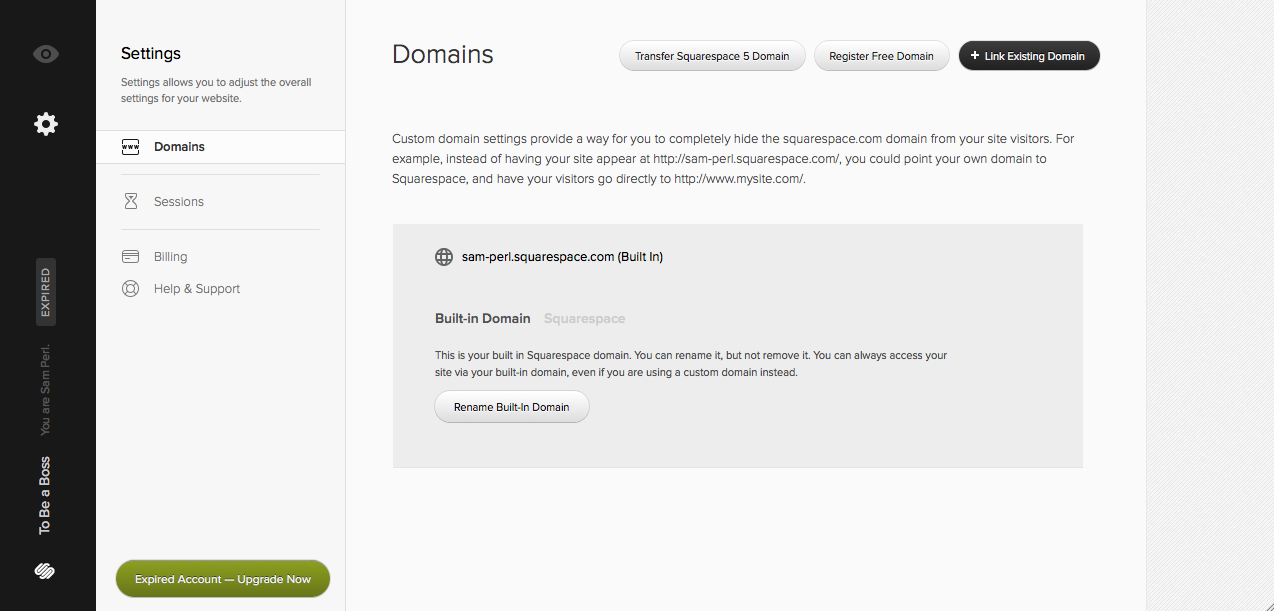 Settings
Settings allows you to adjust the overall
settings for your website.
www
Domains
Sessions
Billing
Help & Support
Expired Account — Upgrade Now
EXPIRED
You are Sam Perl.
To Be a Boss
Domains
Transfer Squarespace 5 Domain
Register Free Domain
+ Link Existing Domain
Custom domain settings provide a way for you to completely hide the squarespace.com domain from your site visitors. For
example, instead of having your site appear at http://sam-perl.squarespace.com/, you could point your own domain to
Squarespace, and have your visitors go directly to http://www.mysite.com/.
sam-perl.squarespace.com (Built In)
Built-in Domain Squarespace
This is your built in Squarespace domain. You can rename it, but not remove it. You can always access your
site via your built-in domain, even if you are using a custom domain instead.
Rename Built-In Domain